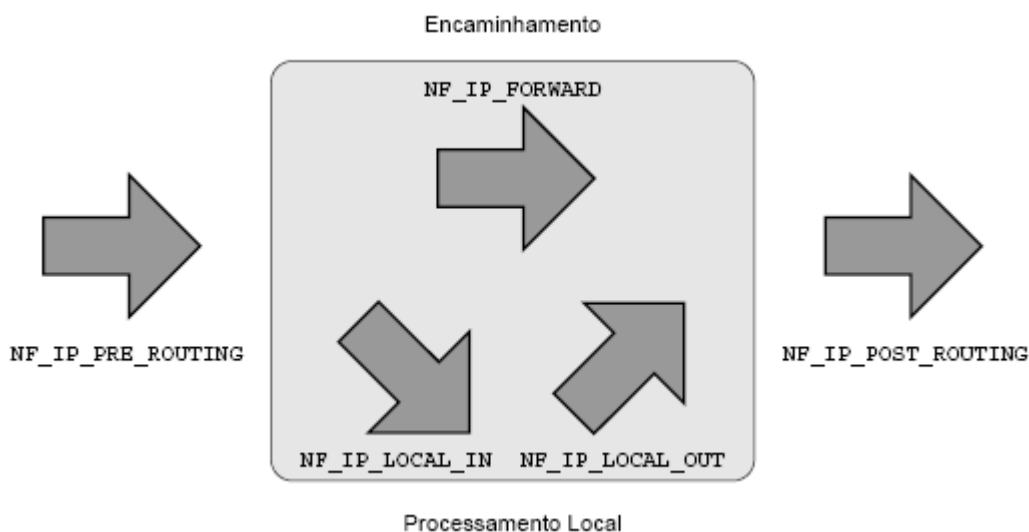 Encaminhamento
NF_IP_FORWARD
NF_IP_PRE_ROUTING
NF_IP_POST_ROUTING
NF_IP_LOCAL_IN
NF_IP_LOCAL_OUT
Processamento Local